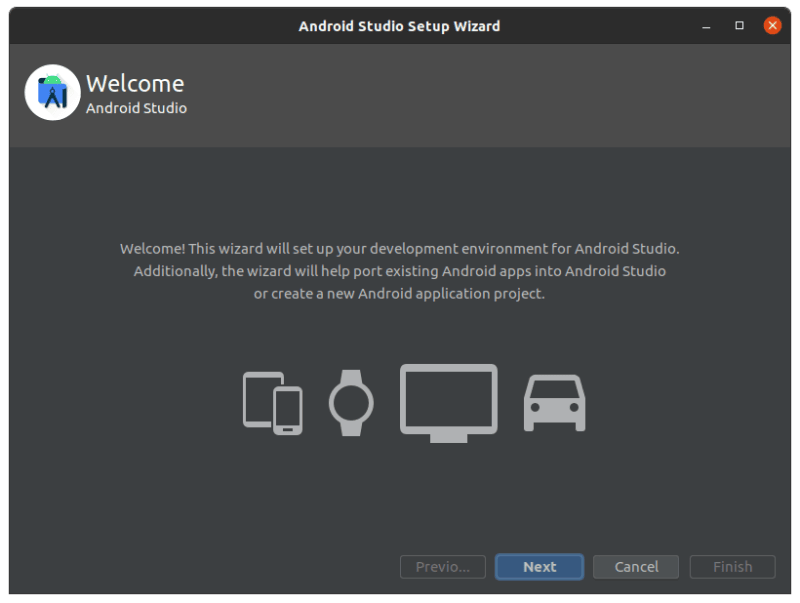 Android Studio Setup Wizard
Welcome
Android Studio
Welcome! This wizard will set up your development environment for Android Studio.
Additionally, the wizard will help port existing Android apps into Android Studio
or create a new Android application project.
Previo... Next Cancel Finish